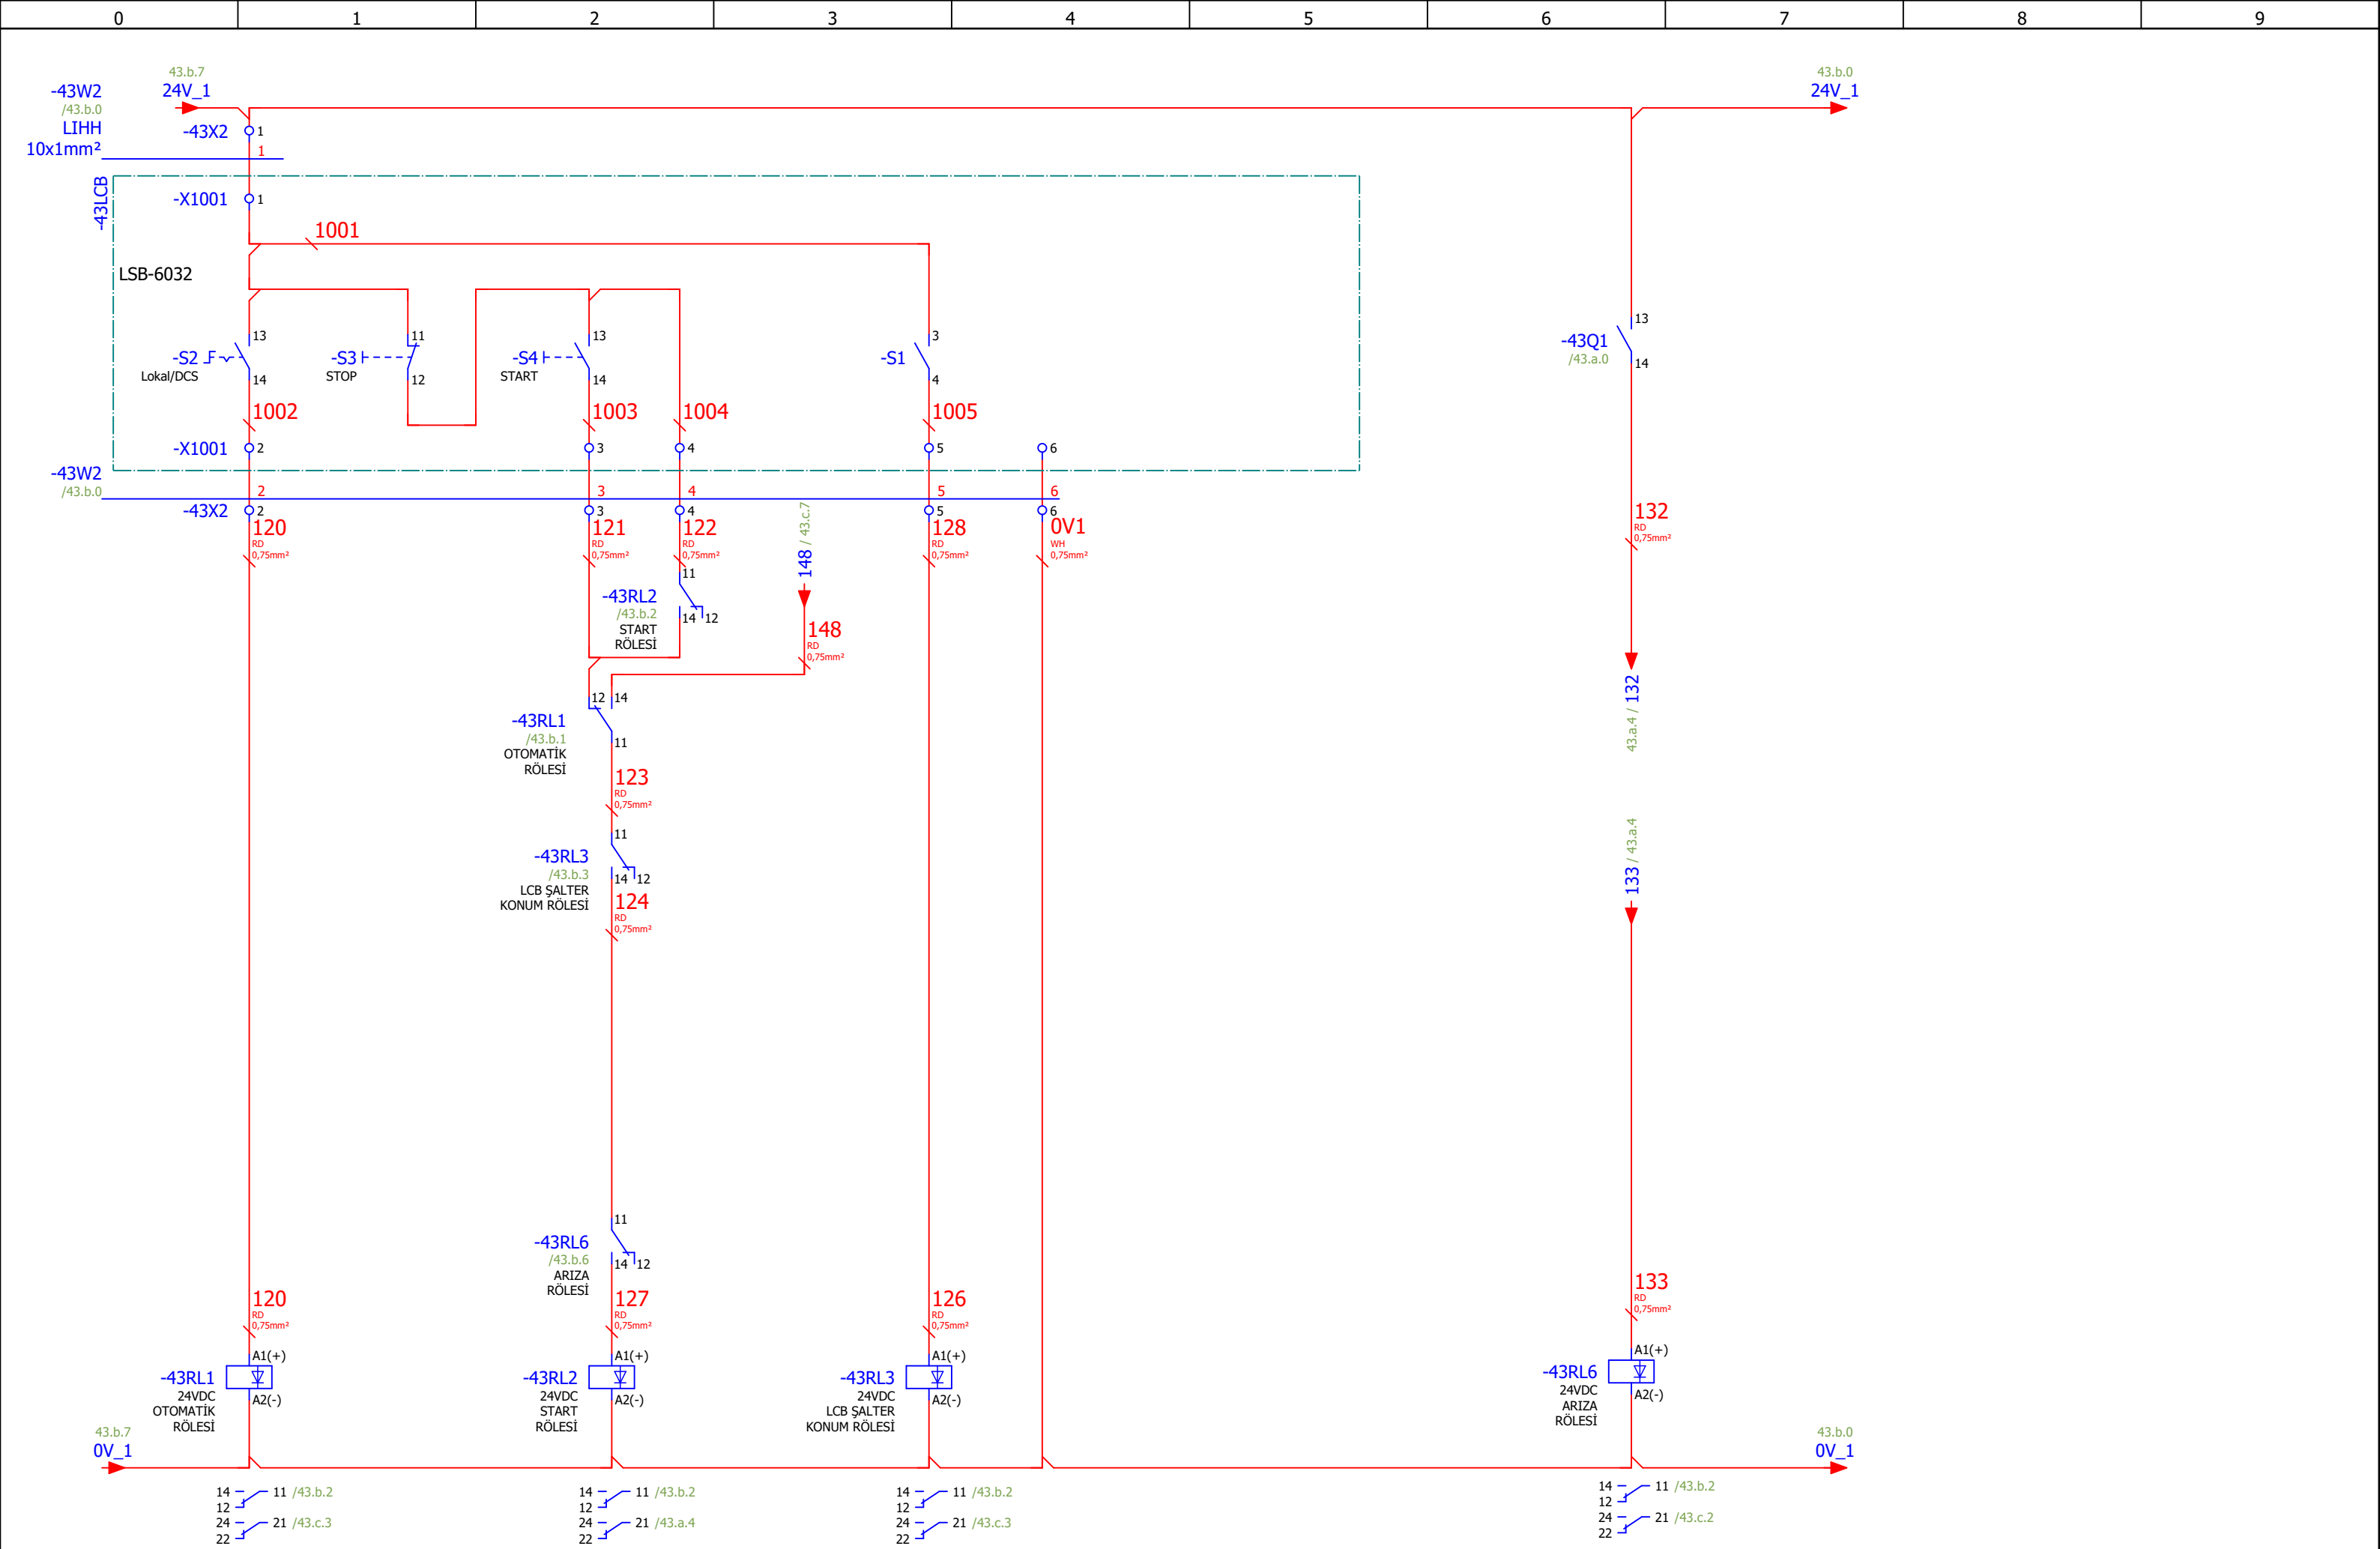 0 1 2 3 4 5 6 7 8 9
43.b.7
24V_1
43.b.0
24V_1
-43W2
/43.b.0
LIHH
10x1mm²
-43X2 1
1
-43LCB
-X1001 1
1001
LSB-6032
-S2
Lokal/DCS
13
14
-S3
STOP
11
12
-S4
START
13
14
-S1
3
4
-43Q1
/43.a.0
13
14
1002
1003
1004
1005
-X1001 2 3 4 5 6
-43W2
/43.b.0
2 3 4 5 6
-43X2 2 3 4 5 6
120
RD
0,75mm²
121
RD
0,75mm²
122
RD
0,75mm²
148 / 43.c.7
128
RD
0,75mm²
0V1
WH
0,75mm²
132
RD
0,75mm²
-43RL2
/43.b.2
START
RÖLESİ
11
14 12
148
RD
0,75mm²
43.a.4 / 132
12 14
-43RL1
/43.b.1
OTOMATİK
RÖLESİ
11
123
RD
0,75mm²
11
-43RL3
/43.b.3
LCB ŞALTER
KONUM RÖLESİ
14 12
124
RD
0,75mm²
133 / 43.a.4
11
-43RL6
/43.b.6
ARIZA
RÖLESİ
14 12
120
RD
0,75mm²
127
RD
0,75mm²
126
RD
0,75mm²
133
RD
0,75mm²
-43RL1
24VDC
OTOMATİK
RÖLESİ
A1(+)
A2(-)
-43RL2
24VDC
START
RÖLESİ
A1(+)
A2(-)
-43RL3
24VDC
LCB ŞALTER
KONUM RÖLESİ
A1(+)
A2(-)
-43RL6
24VDC
ARIZA
RÖLESİ
A1(+)
A2(-)
43.b.7
0V_1
43.b.0
0V_1
14 11 /43.b.2
12
24 21 /43.c.3
22
14 11 /43.b.2
12
24 21 /43.a.4
22
14 11 /43.b.2
12
24 21 /43.c.3
22
14 11 /43.b.2
12
24 21 /43.c.2
22